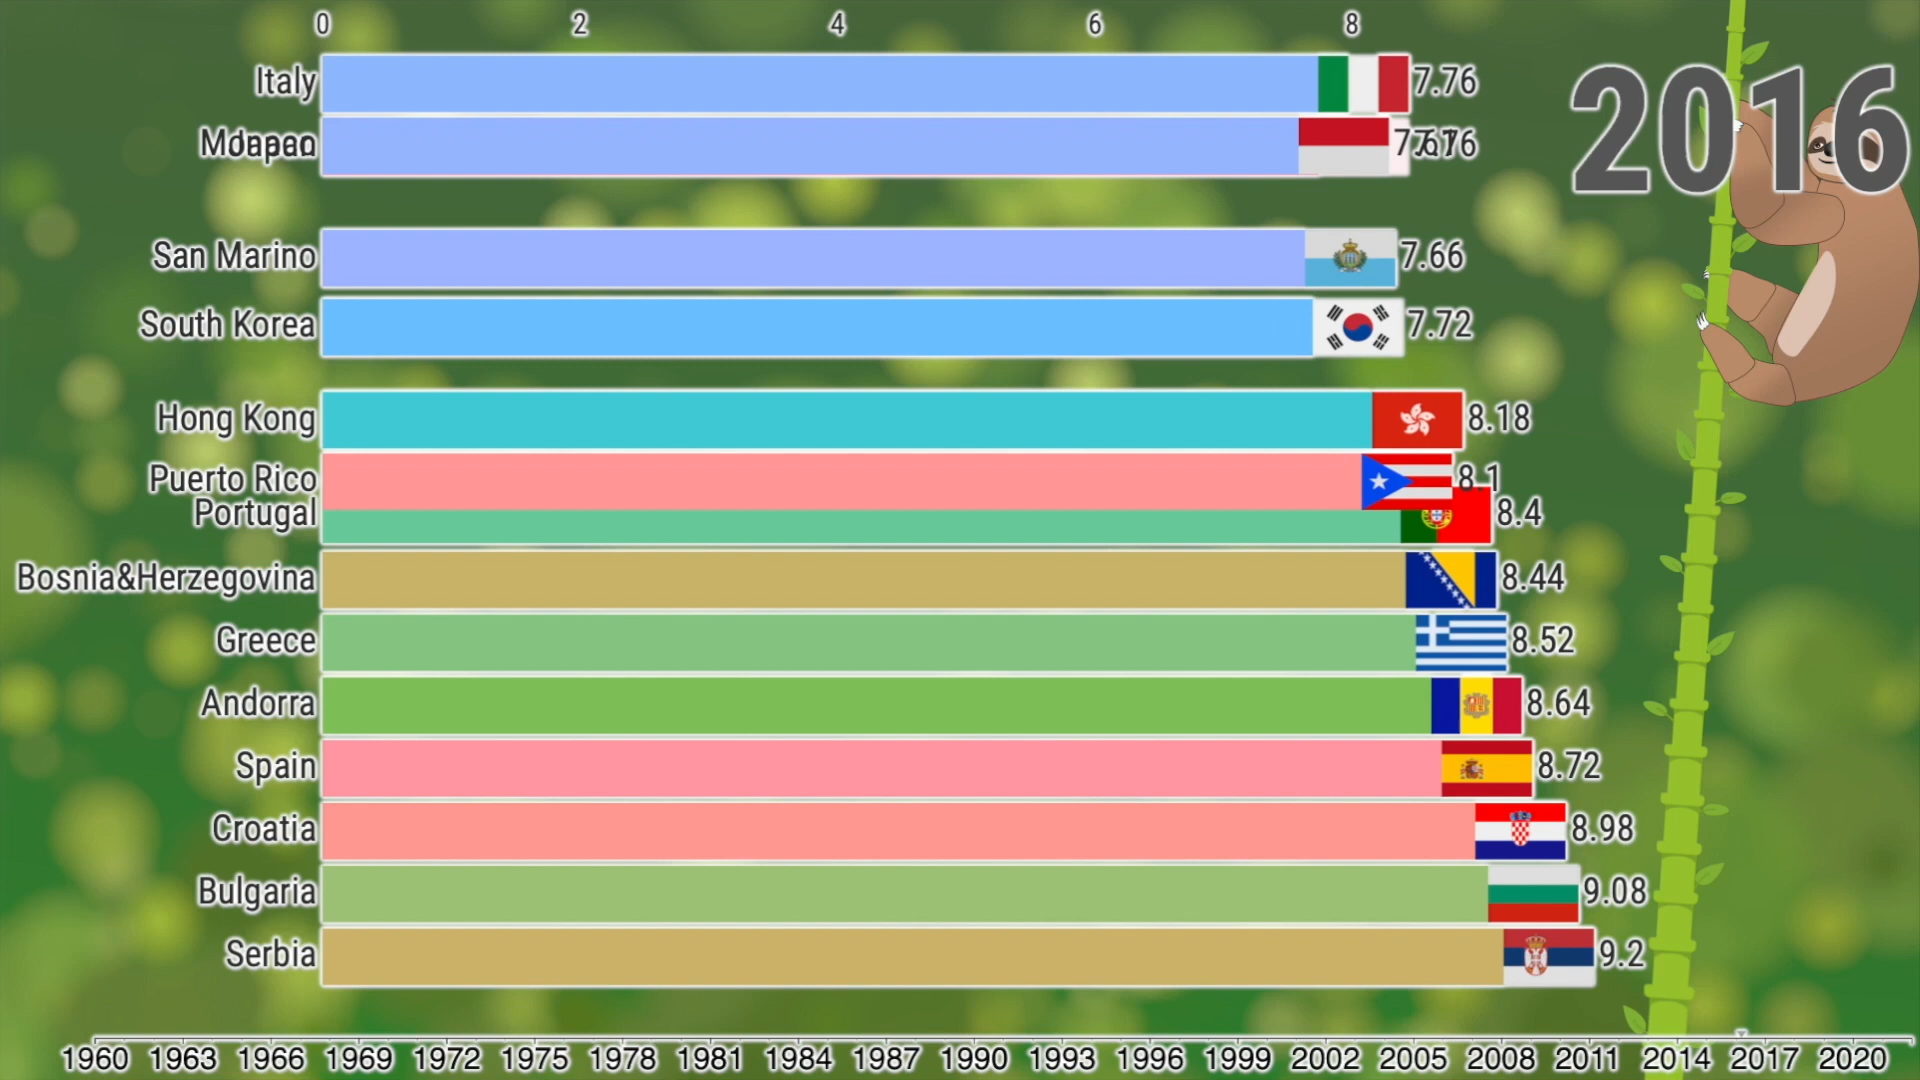 0 2 4 6 8
2016
Italy 7.76
San Marino 7.66
South Korea 7.72
Hong Kong 8.18
Puerto Rico 8.1
Portugal 8.4
Bosnia&Herzegovina 8.44
Greece 8.52
Andorra 8.64
Spain 8.72
Croatia 8.98
Bulgaria 9.08
Serbia 9.2
1960 1963 1966 1969 1972 1975 1978 1981 1984 1987 1990 1993 1996 1999 2002 2005 2008 2011 2014 2017 2020